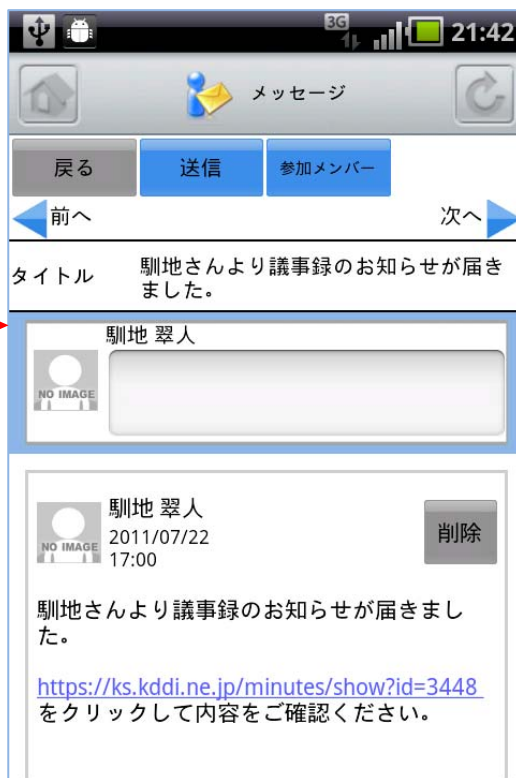 3G 21:42
メッセージ
戻る 送信 参加メンバー
前へ 次へ
タイトル 馴地さんより議事録のお知らせが届き
ました。
馴地 翠人
NO IMAGE
馴地 翠人
NO IMAGE 2011/07/22 削除
17:00
馴地さんより議事録のお知らせが届きまし
た。
https://ks.kddi.ne.jp/minutes/show?id=3448
をクリックして内容をご確認ください。